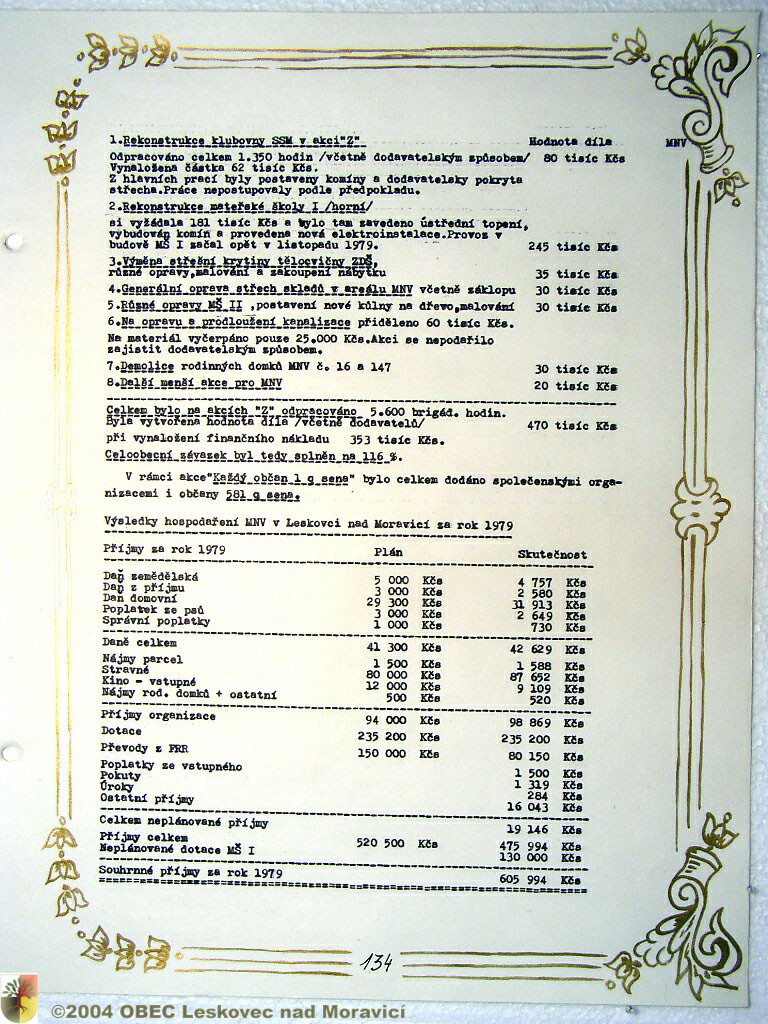 1.Rekonstrukce klubovny SSM v akci"Z" Hodnota díla MNV
Odpracováno celkem 1.350 hodin /včetně dodavatelským způsobem/ 80 tisíc Kčs
Vynaložena částka 62 tisíc Kčs.
Z hlavních prací byly postaveny komíny a dodavatelsky pokryta
střecha.Práce nepostupovaly podle předpokladu.
2.Rekonstrukce mateřské školy I /horní/
si vyžádala 181 tisíc Kčs a bylo tam zavedeno ústřední topení,
vybudován komín a provedena nová elektroinstalace.Provoz v
budově MŠ I začal opět v listopadu 1979. 245 tisíc Kčs
3.Výměna střešní krytiny tělocvičny ZDŠ,
různé opravy,malování a zakoupení nábytku 35 tisíc Kčs
4.Generální oprava střech skladů v areálu MNV včetně záklopu 30 tisíc Kčs
5.Různé opravy MŠ II ,postavení nové kůlny na dřevo,malování 30 tisíc Kčs
6.Na opravu a prodloužení kanalizace přiděleno 60 tisíc Kčs.
Na materiál vyčerpáno pouze 25.000 Kčs.Akci se nepodařilo
zajistit dodavatelským způsobem.
7.Demolice rodinných domků MNV č. 16 a 147 30 tisíc Kčs
8.Další menší akce pro MNV 20 tisíc Kčs
Celkem bylo na akcích "Z" odpracováno 5.600 brigád. hodin.
Byla vytvořena hodnota díla /včetně dodavatelů/ 470 tisíc Kčs
při vynaložení finančního nákladu 353 tisíc Kčs.
Celoobecní závazek byl tedy splněn na 116 %.
V rámci akce"Každý občan 1 q sena" bylo celkem dodáno společenskými orga-
nizacemi i občany 581 q sena.
Výsledky hospodaření MNV v Leskovci nad Moravicí za rok 1979
Příjmy za rok 1979 Plán Skutečnost
Daň zemědělská 5 000 Kčs 4 757 Kčs
Daň z příjmu 3 000 Kčs 2 580 Kčs
Daň domovní 29 300 Kčs 31 913 Kčs
Poplatek ze psů 3 000 Kčs 2 649 Kčs
Správní poplatky 1 000 Kčs 730 Kčs
Daně celkem 41 300 Kčs 42 629 Kčs
Nájmy parcel 1 500 Kčs 1 588 Kčs
Stravné 80 000 Kčs 87 652 Kčs
Kino - vstupné 12 000 Kčs 9 109 Kčs
Nájmy rod. domků + ostatní 500 Kčs 520 Kčs
Příjmy organizace 94 000 Kčs 98 869 Kčs
Dotace 235 200 Kčs 235 200 Kčs
Převody z FRR 150 000 Kčs 80 150 Kčs
Poplatky ze vstupného 1 500 Kčs
Pokuty 1 319 Kčs
Úroky 284 Kčs
Ostatní příjmy 16 043 Kčs
Celkem neplánované příjmy 19 146 Kčs
Příjmy celkem 520 500 Kčs 475 994 Kčs
Neplánované dotace MŠ I 130 000 Kčs
Souhrnné příjmy za rok 1979 605 994 Kčs
134
©2004 OBEC Leskovec nad Moravicí